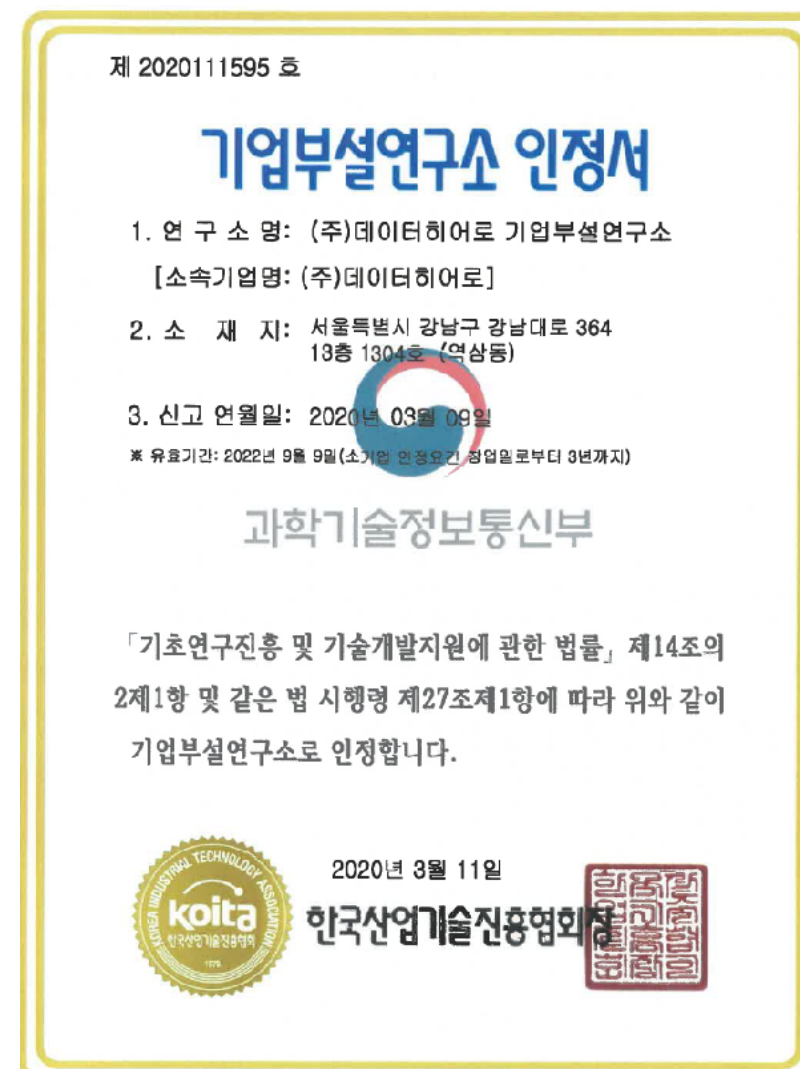 제 2020111595 호
기업부설연구소 인정서
1. 연 구 소 명: (주)데이터히어로 기업부설연구소
[소속기업명: (주)데이터히어로]
2. 소 재 지: 서울특별시 강남구 강남대로 364
13층 1304호 (역삼동)
3. 신고 연월일: 2020년 03월 09일
※ 유효기간: 2022년 9월 9일(소기업 인정요건 창업일로부터 3년까지)
과학기술정보통신부
「기초연구진흥 및 기술개발지원에 관한 법률」 제14조의
2제1항 및 같은 법 시행령 제27조제1항에 따라 위와 같이
기업부설연구소로 인정합니다.
2020년 3월 11일
한국산업기술진흥협회장
KOREA INDUSTRIAL TECHNOLOGY ASSOCIATION
koita
한국산업기술진흥협회
1979